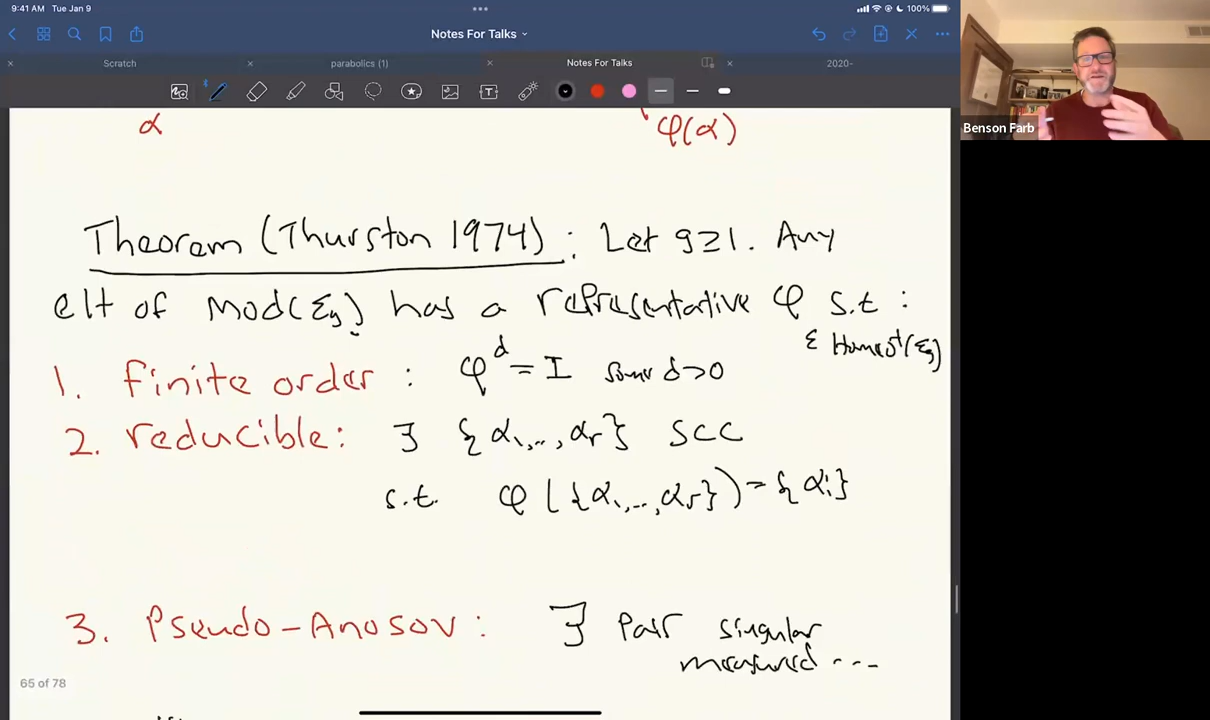 9:41 AM Tue Jan 9
100%
Notes For Talks
Scratch
parabolics (1)
Notes For Talks
2020-
Benson Farb
α φ(α)
Theorem (Thurston 1974): Let g≥1. Any
elt of Mod(Σg) has a representative φ s.t :
ε Homeo⁺(Σg)
1. finite order : φ^d = I some d>0
2. reducible: ∃ {α₁,..,αr} SCC
s.t. φ({α₁,..,αr}) = {αi}
3. Pseudo-Anosov : ∃ pair singular
measured ---
65 of 78